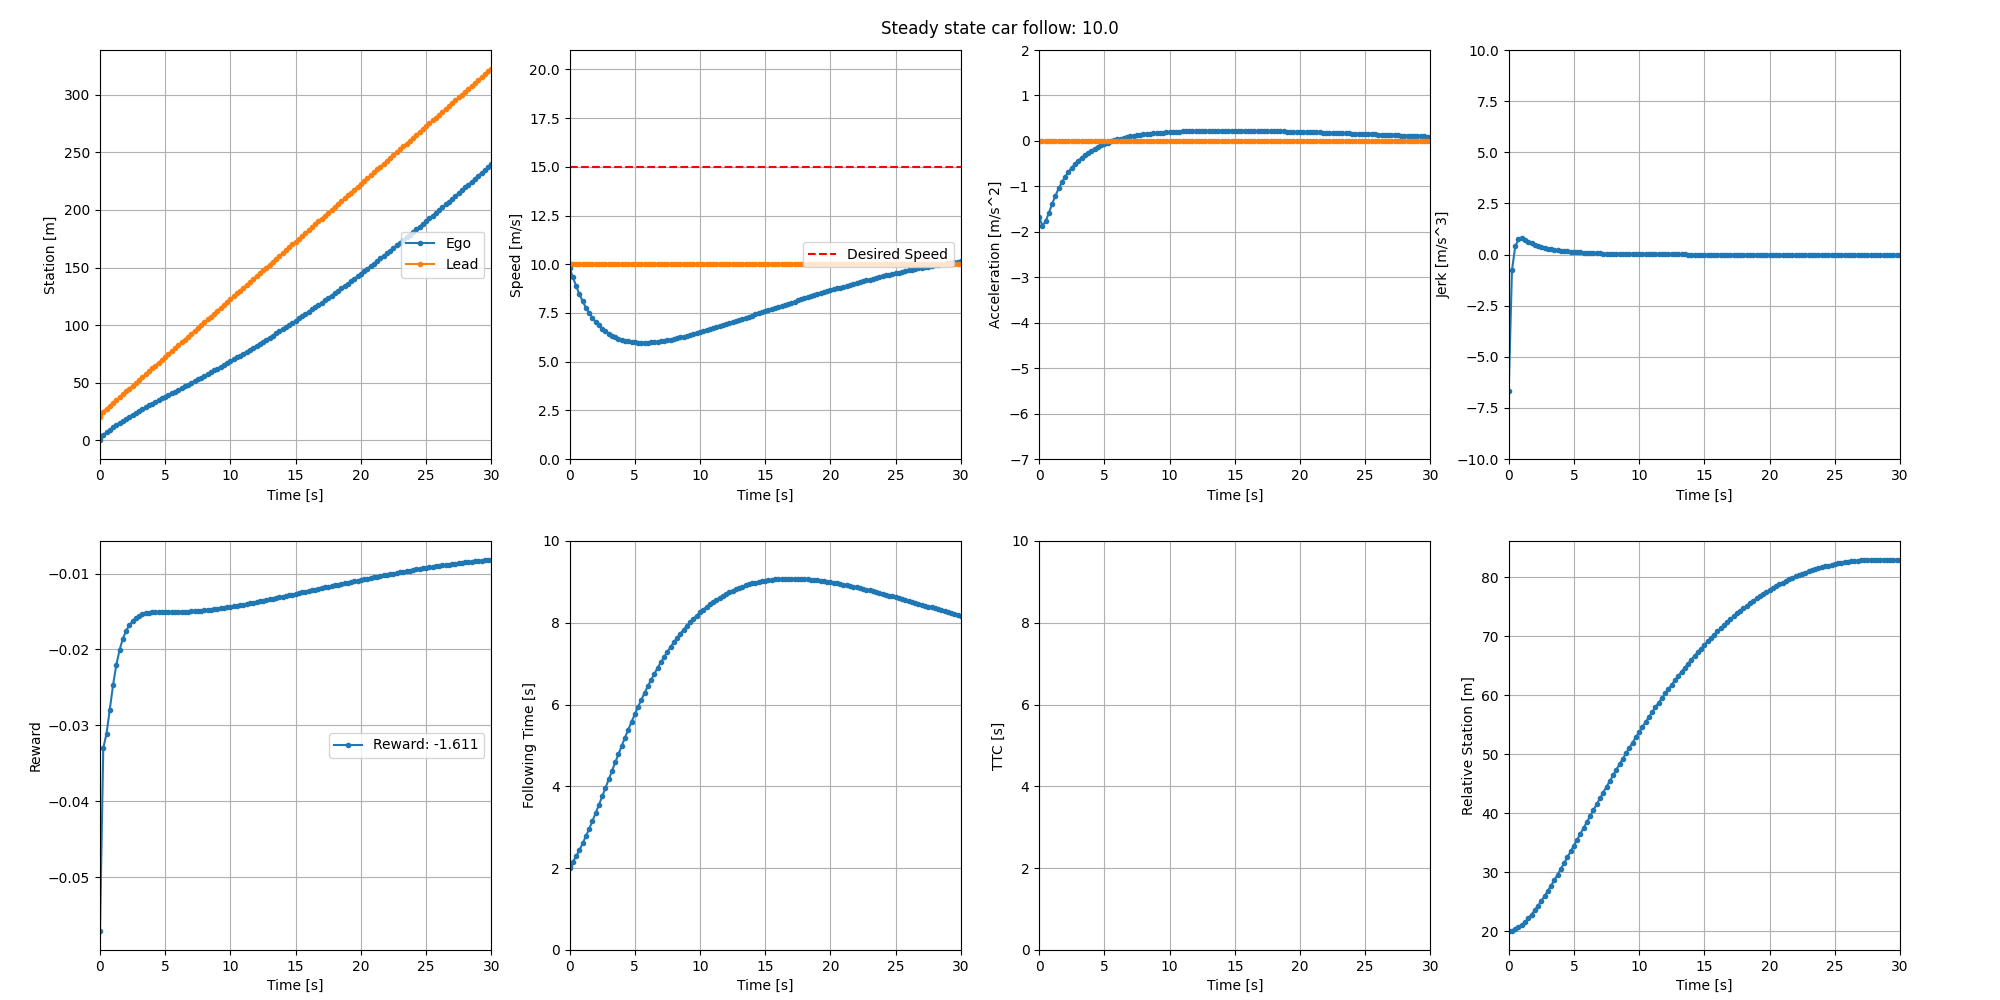 Steady state car follow: 10.0
Station [m]
300
250
200
150
100
50
0
Ego
Lead
0 5 10 15 20 25 30
Time [s]
Speed [m/s]
20.0
17.5
15.0
12.5
10.0
7.5
5.0
2.5
0.0
Desired Speed
0 5 10 15 20 25 30
Time [s]
Acceleration [m/s^2]
2
1
0
−1
−2
−3
−4
−5
−6
−7
0 5 10 15 20 25 30
Time [s]
Jerk [m/s^3]
10.0
7.5
5.0
2.5
0.0
−2.5
−5.0
−7.5
−10.0
0 5 10 15 20 25 30
Time [s]
Reward
−0.01
−0.02
−0.03
−0.04
−0.05
Reward: -1.611
0 5 10 15 20 25 30
Time [s]
Following Time [s]
10
8
6
4
2
0
0 5 10 15 20 25 30
Time [s]
TTC [s]
10
8
6
4
2
0
0 5 10 15 20 25 30
Time [s]
Relative Station [m]
80
70
60
50
40
30
20
0 5 10 15 20 25 30
Time [s]